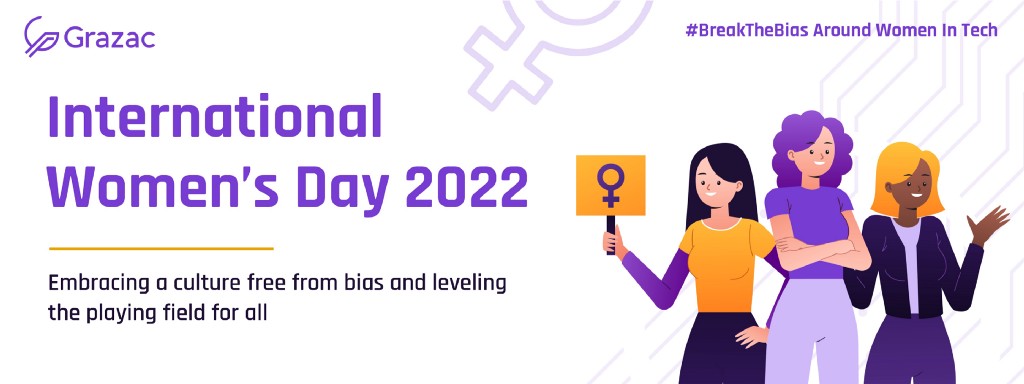 Grazac
#BreakTheBias Around Women In Tech
International
Women's Day 2022
Embracing a culture free from bias and leveling
the playing field for all